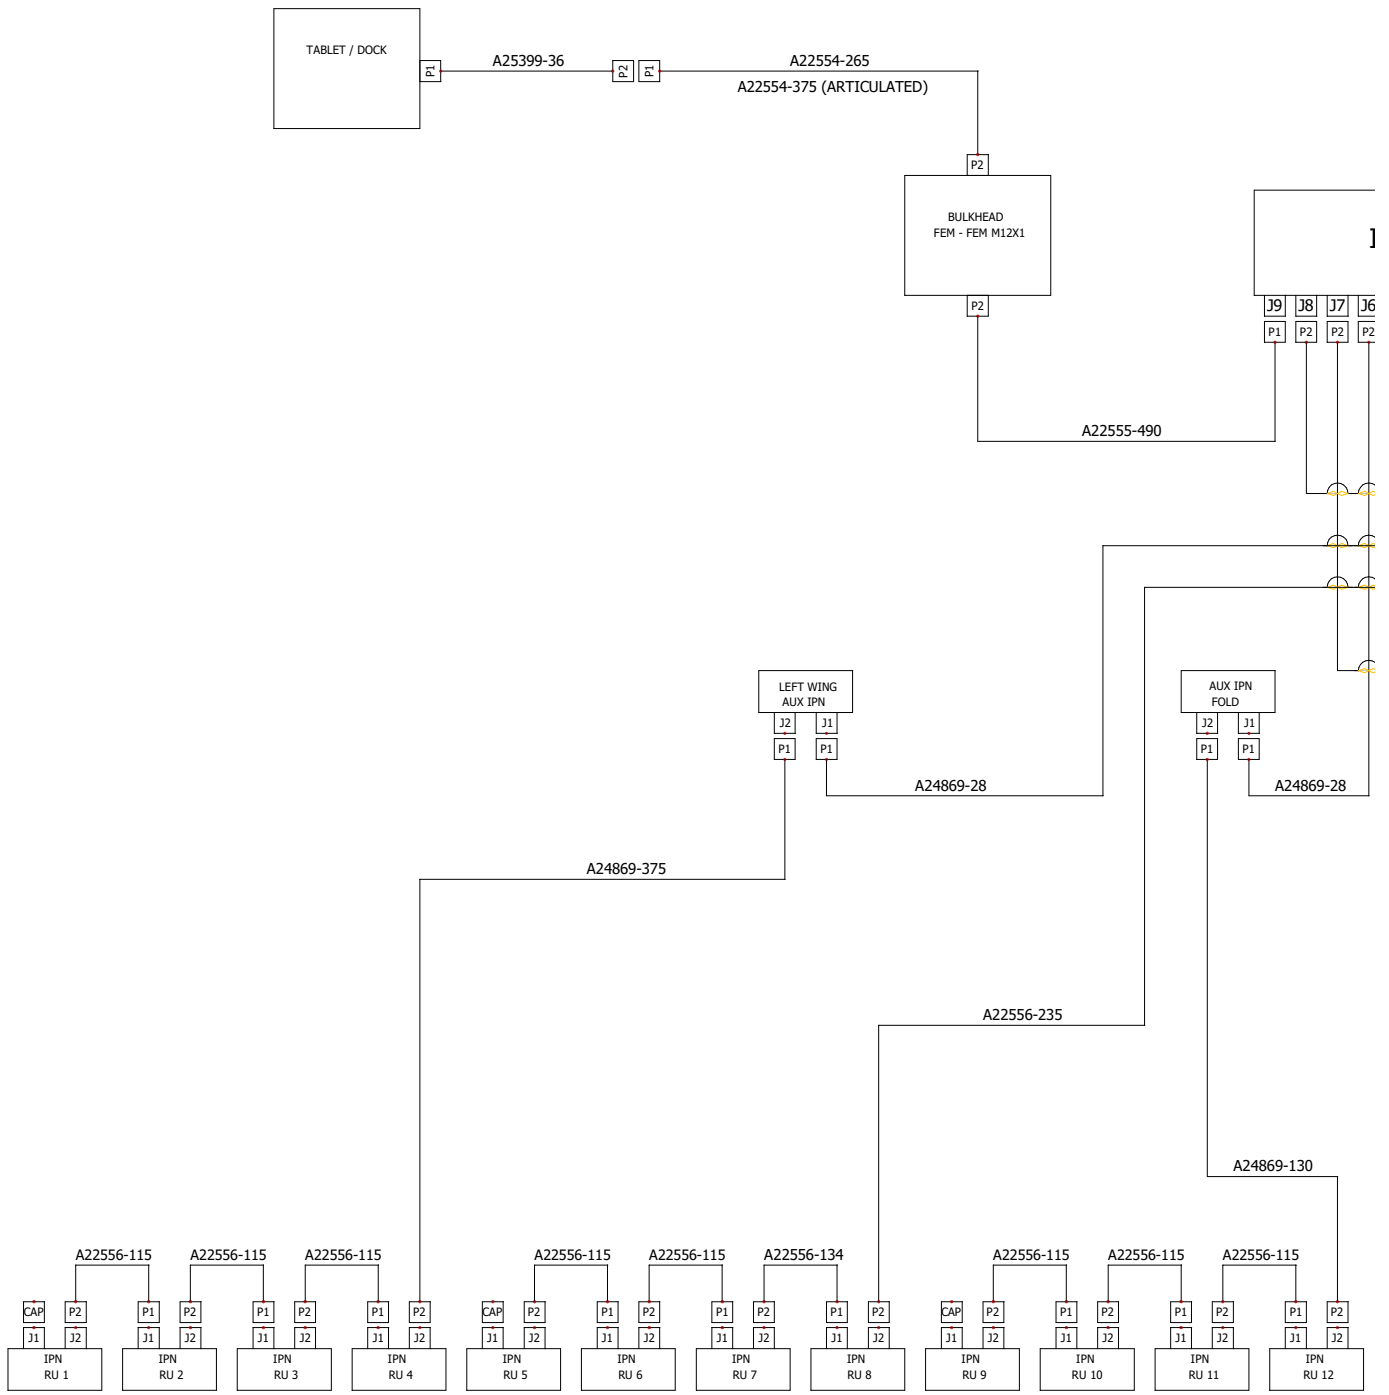 TABLET / DOCK
P1
A25399-36
P2
P1
A22554-265
A22554-375 (ARTICULATED)
P2
BULKHEAD
FEM - FEM M12X1
P2
J9 J8 J7 J6
P1 P2 P2 P2
A22555-490
LEFT WING
AUX IPN
J2 J1
P1 P1
AUX IPN
FOLD
J2 J1
P1 P1
A24869-28
A24869-28
A24869-375
A22556-235
A24869-130
A22556-115 A22556-115 A22556-115 A22556-115 A22556-115 A22556-134 A22556-115 A22556-115 A22556-115
CAP P2 P1 P2 P1 P2 P1 P2 CAP P2 P1 P2 P1 P2 P1 P2 CAP P2 P1 P2 P1 P2 P1 P2
J1 J2 J1 J2 J1 J2 J1 J2 J1 J2 J1 J2 J1 J2 J1 J2 J1 J2 J1 J2 J1 J2 J1 J2
IPN IPN IPN IPN IPN IPN IPN IPN IPN IPN IPN IPN
RU 1 RU 2 RU 3 RU 4 RU 5 RU 6 RU 7 RU 8 RU 9 RU 10 RU 11 RU 12